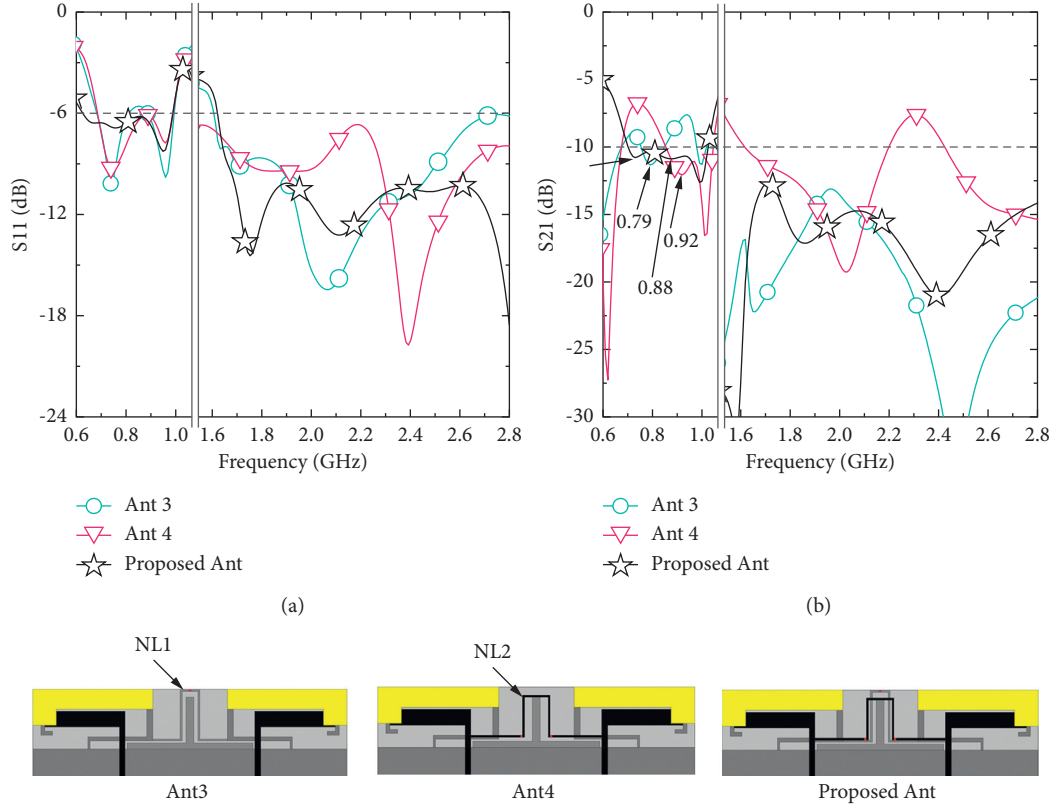 0
-6
-12
-18
-24
S11 (dB)
0.6 0.8 1.0 1.6 1.8 2.0 2.2 2.4 2.6 2.8
Frequency (GHz)
Ant 3
Ant 4
Proposed Ant
(a)
0
-5
-10
-15
-20
-25
-30
S21 (dB)
0.79
0.92
0.88
0.6 0.8 1.0 1.6 1.8 2.0 2.2 2.4 2.6 2.8
Frequency (GHz)
Ant 3
Ant 4
Proposed Ant
(b)
NL1
NL2
Ant3
Ant4
Proposed Ant